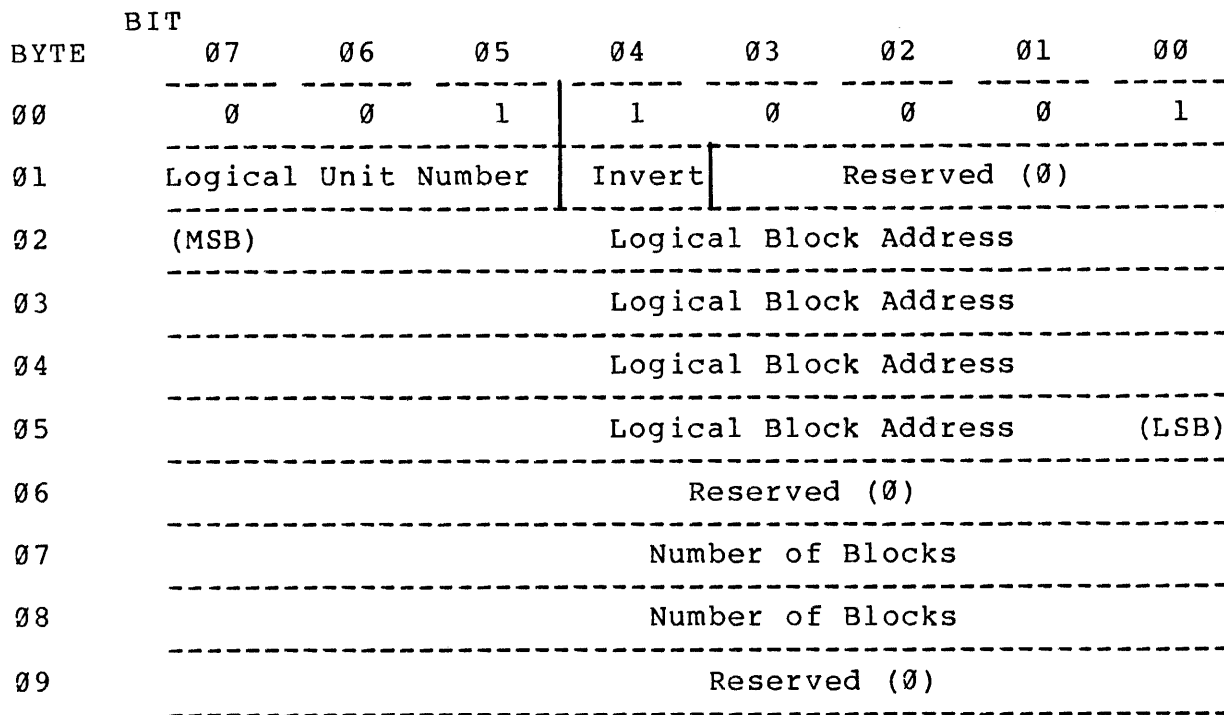 BIT
BYTE 07 06 05 04 03 02 01 00
00 0 0 1 1 0 0 0 1
01 Logical Unit Number Invert Reserved (0)
02 (MSB) Logical Block Address
03 Logical Block Address
04 Logical Block Address
05 Logical Block Address (LSB)
06 Reserved (0)
07 Number of Blocks
08 Number of Blocks
09 Reserved (0)